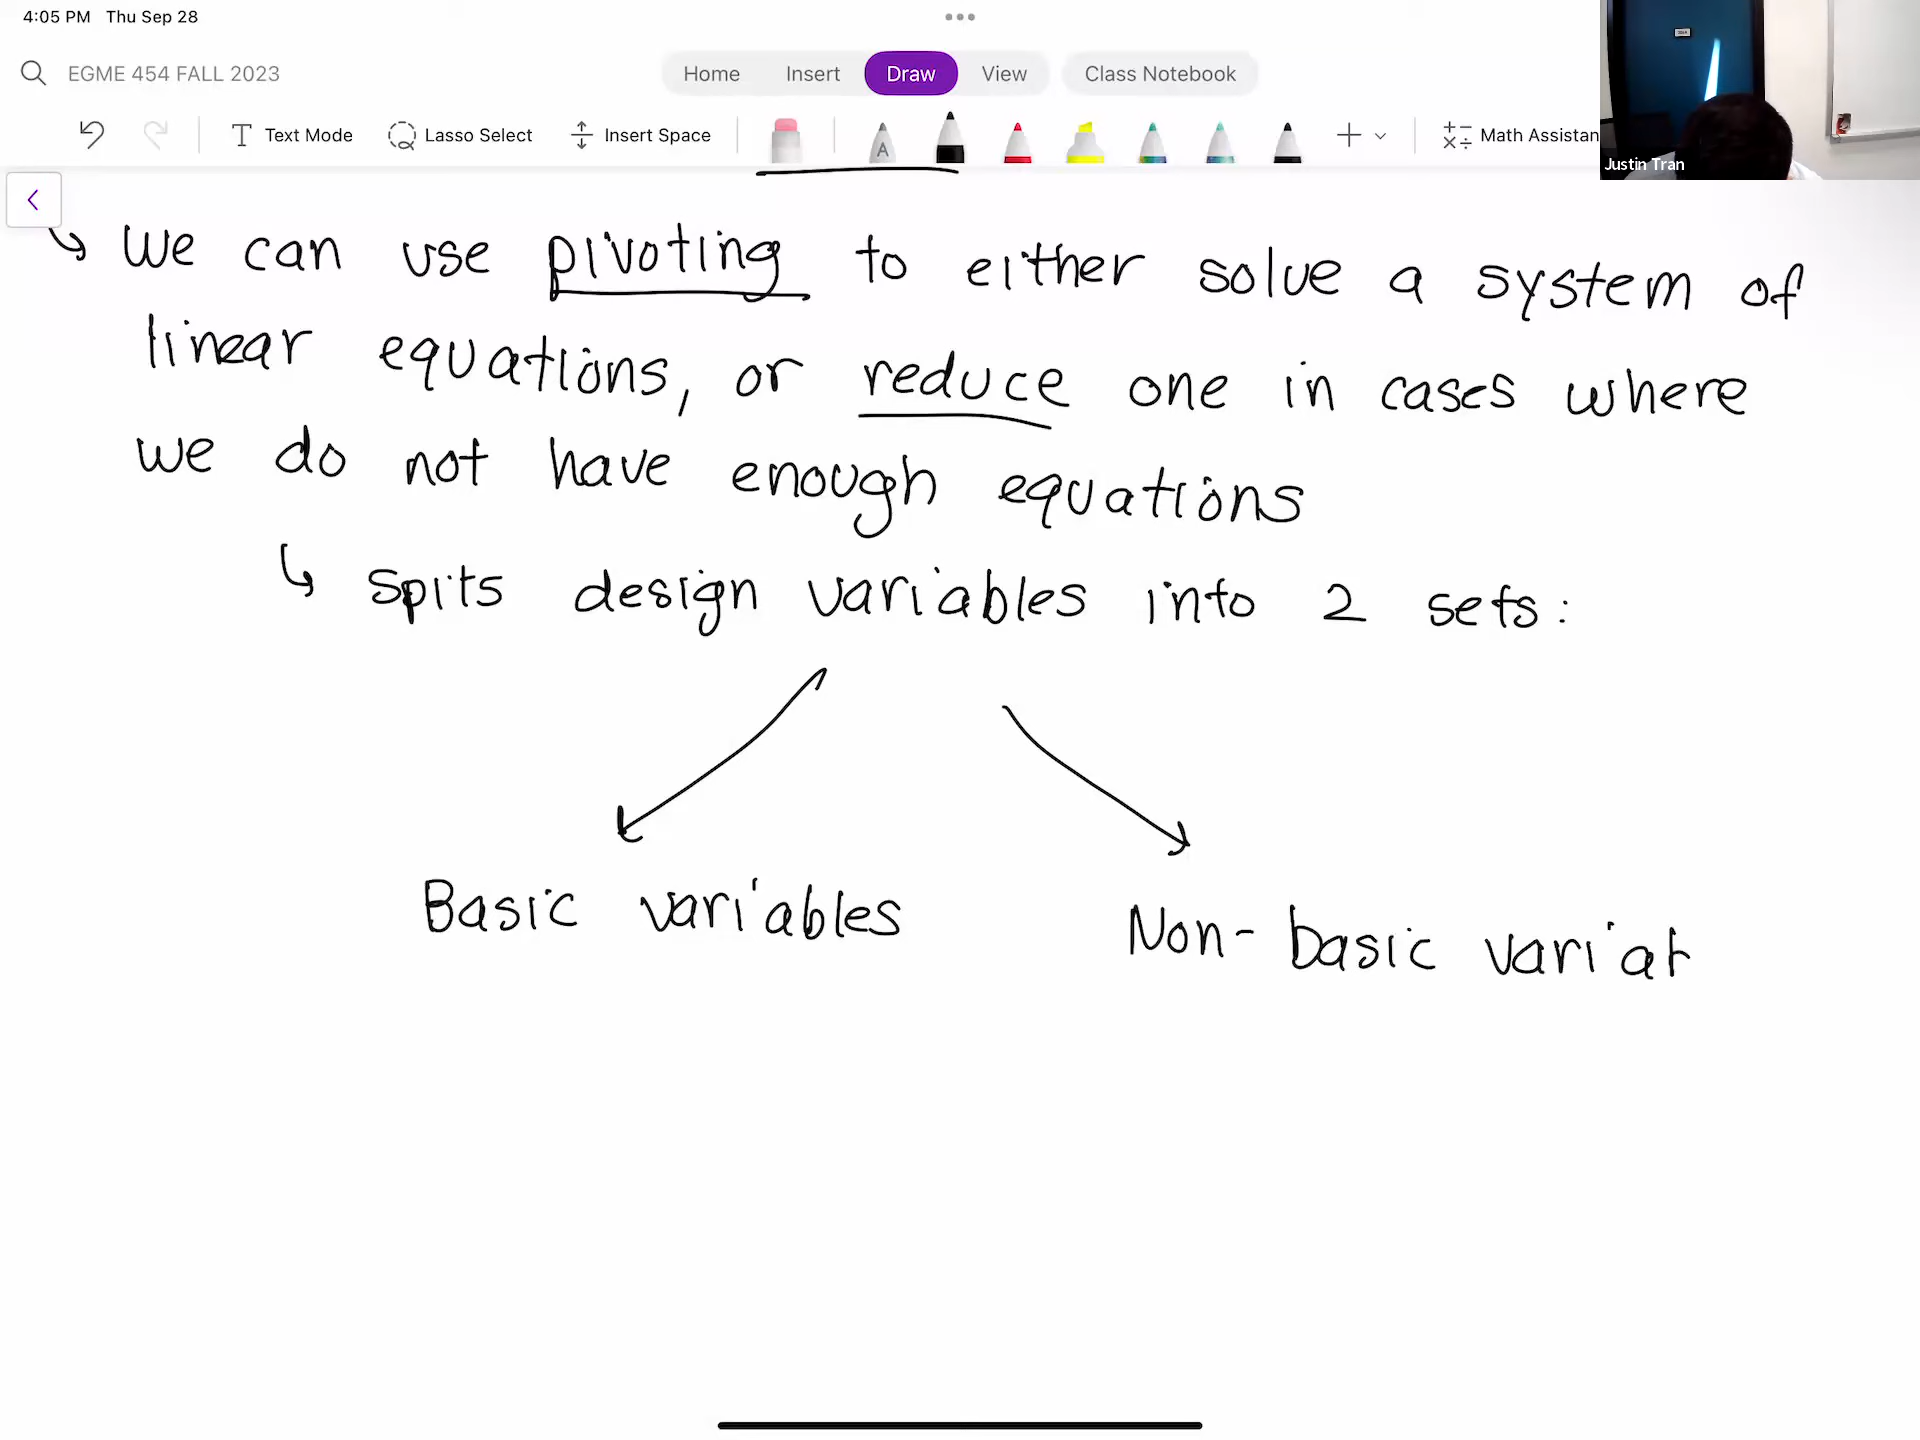 4:05 PM Thu Sep 28
EGME 454 FALL 2023
Home Insert Draw View Class Notebook
Text Mode Lasso Select Insert Space A Math Assistan
Justin Tran
we can use pivoting to either solve a system of
linear equations, or reduce one in cases where
we do not have enough equations
spits design variables into 2 sets:
Basic variables
Non-basic variab